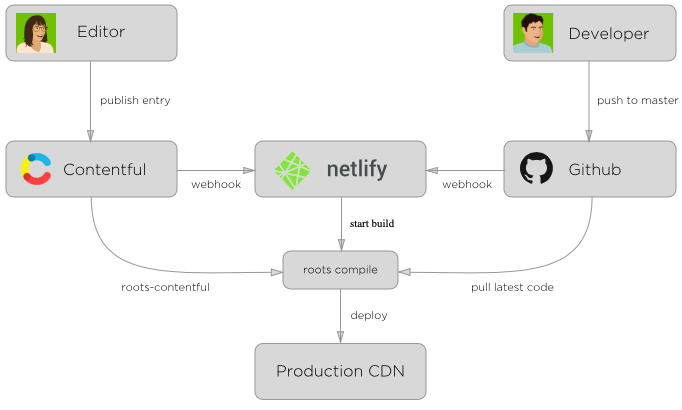 Editor
Developer
publish entry
push to master
Contentful
netlify
Github
webhook
webhook
start build
roots compile
roots-contentful
pull latest code
deploy
Production CDN